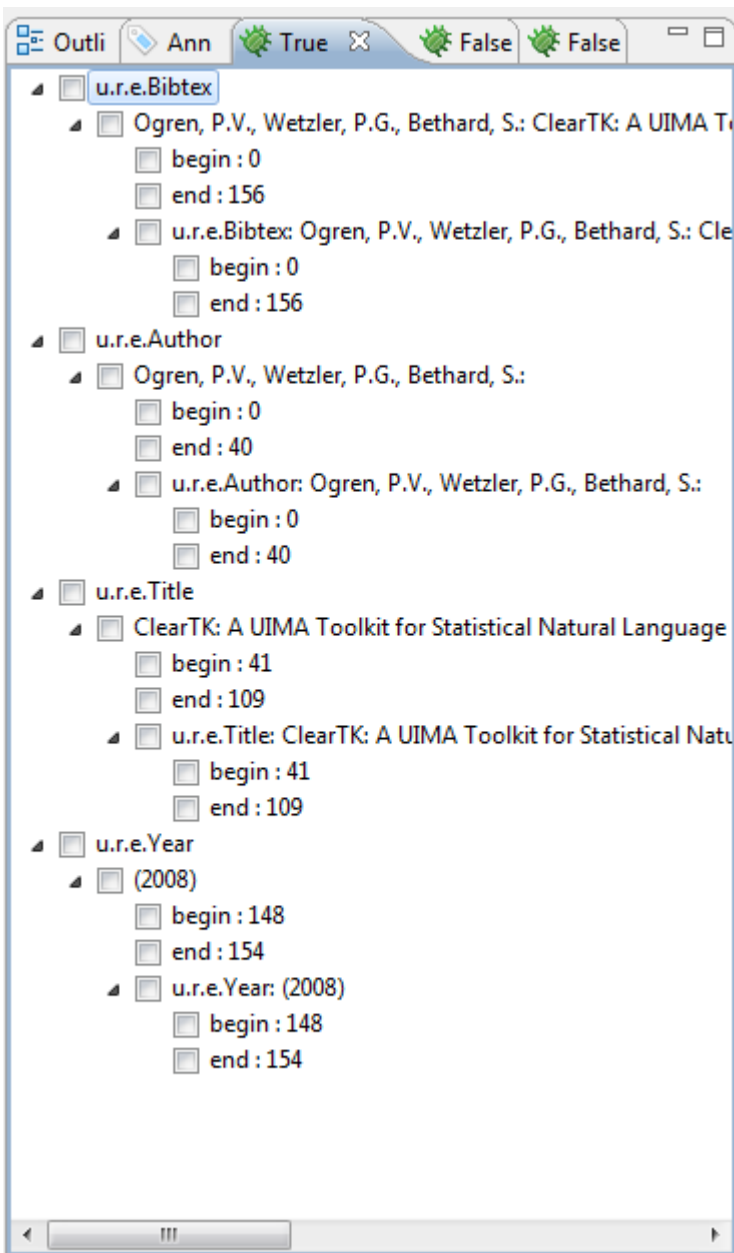 Outli Ann True False False
u.r.e.Bibtex
Ogren, P.V., Wetzler, P.G., Bethard, S.: ClearTK: A UIMA
begin : 0
end : 156
u.r.e.Bibtex: Ogren, P.V., Wetzler, P.G., Bethard, S.: Cle
begin : 0
end : 156
u.r.e.Author
Ogren, P.V., Wetzler, P.G., Bethard, S.:
begin : 0
end : 40
u.r.e.Author: Ogren, P.V., Wetzler, P.G., Bethard, S.:
begin : 0
end : 40
u.r.e.Title
ClearTK: A UIMA Toolkit for Statistical Natural Language
begin : 41
end : 109
u.r.e.Title: ClearTK: A UIMA Toolkit for Statistical Natu
begin : 41
end : 109
u.r.e.Year
(2008)
begin : 148
end : 154
u.r.e.Year: (2008)
begin : 148
end : 154